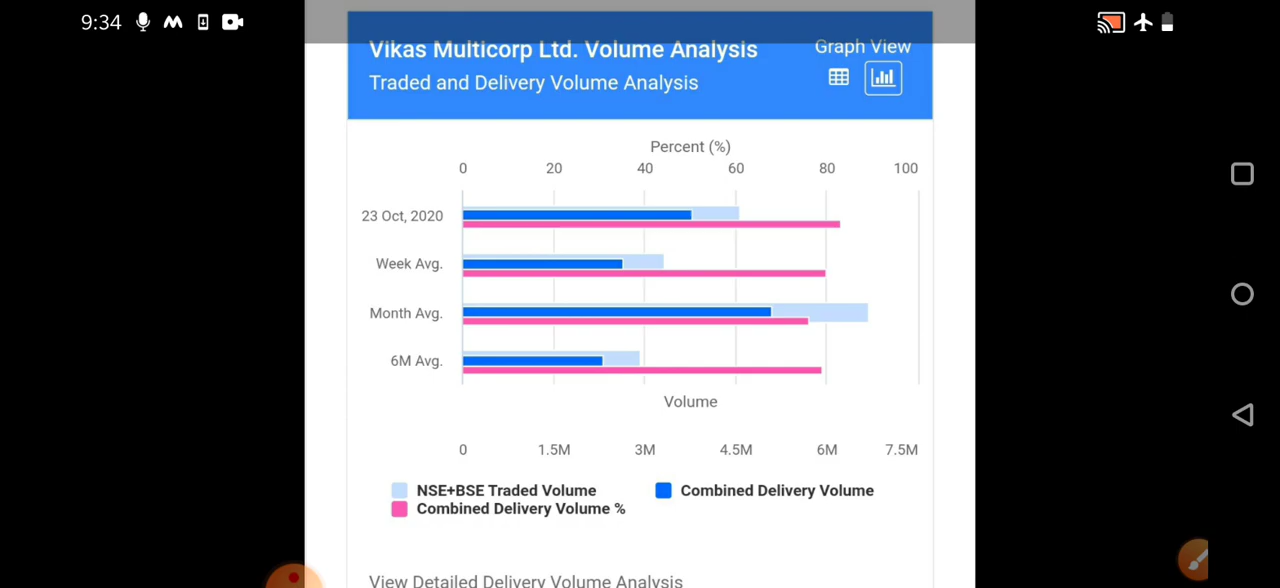 9:34
Vikas Multicorp Ltd. Volume Analysis
Graph View
Traded and Delivery Volume Analysis
Percent (%)
0 20 40 60 80 100
23 Oct, 2020
Week Avg.
Month Avg.
6M Avg.
Volume
0 1.5M 3M 4.5M 6M 7.5M
NSE+BSE Traded Volume Combined Delivery Volume
Combined Delivery Volume %
View Detailed Delivery Volume Analysis